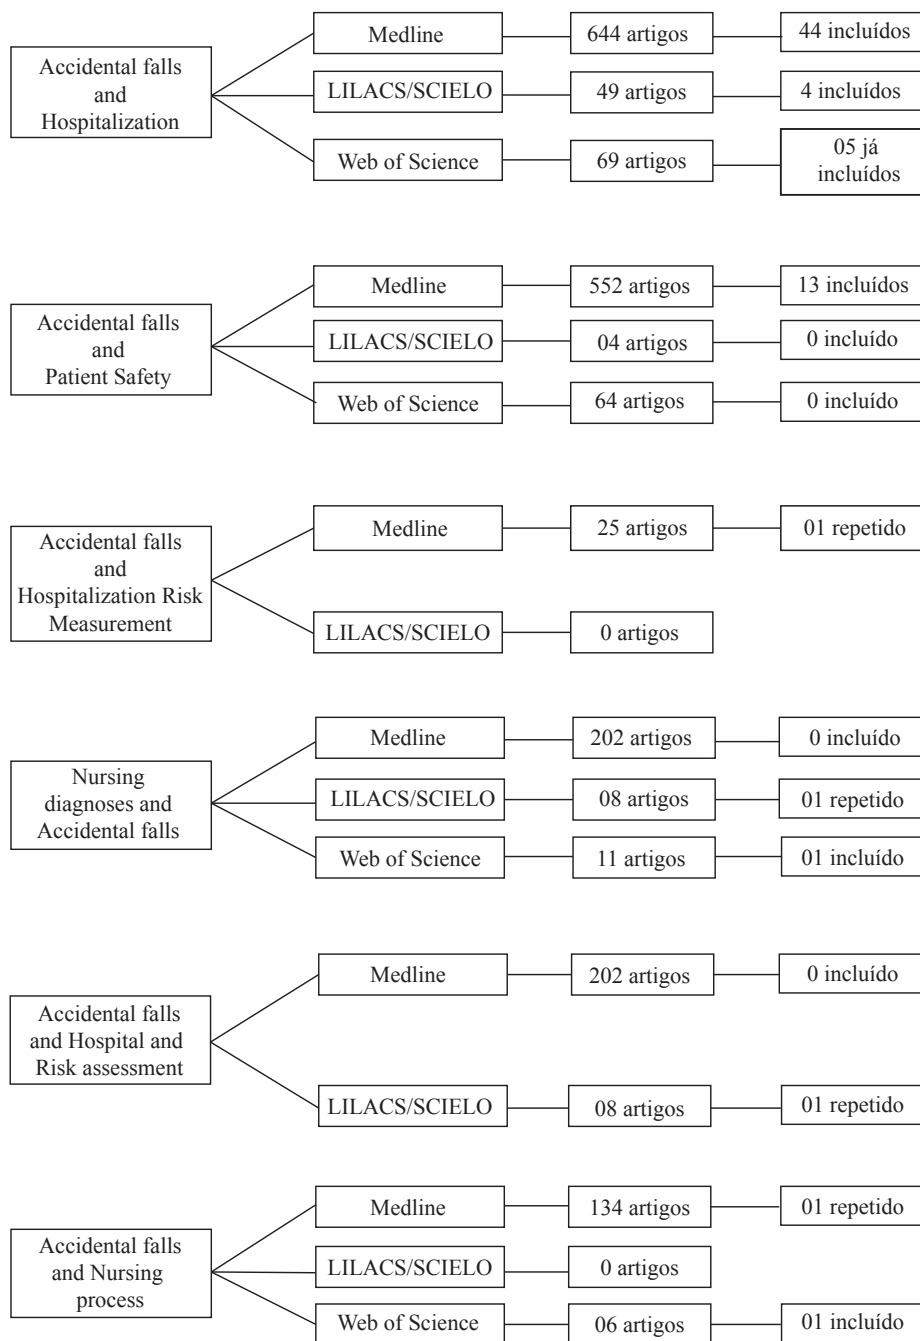 Accidental falls
and
Hospitalization
Medline
644 artigos
44 incluídos
LILACS/SCIELO
49 artigos
4 incluídos
Web of Science
69 artigos
05 já
incluídos
Accidental falls
and
Patient Safety
Medline
552 artigos
13 incluídos
LILACS/SCIELO
04 artigos
0 incluído
Web of Science
64 artigos
0 incluído
Accidental falls
and
Hospitalization Risk
Measurement
Medline
25 artigos
01 repetido
LILACS/SCIELO
0 artigos
Nursing
diagnoses and
Accidental falls
Medline
202 artigos
0 incluído
LILACS/SCIELO
08 artigos
01 repetido
Web of Science
11 artigos
01 incluído
Accidental falls
and Hospital and
Risk assessment
Medline
202 artigos
0 incluído
LILACS/SCIELO
08 artigos
01 repetido
Accidental falls
and Nursing
process
Medline
134 artigos
01 repetido
LILACS/SCIELO
0 artigos
Web of Science
06 artigos
01 incluído